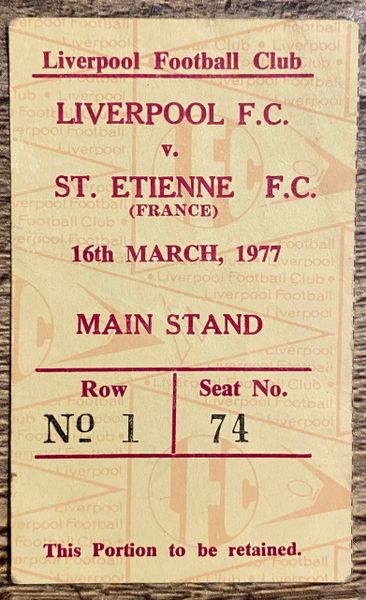 Liverpool Football Club
LIVERPOOL F.C.
v.
ST. ETIENNE F.C.
(FRANCE)
16th MARCH, 1977
MAIN STAND
Row Seat No.
Nº 1 74
This Portion to be retained.